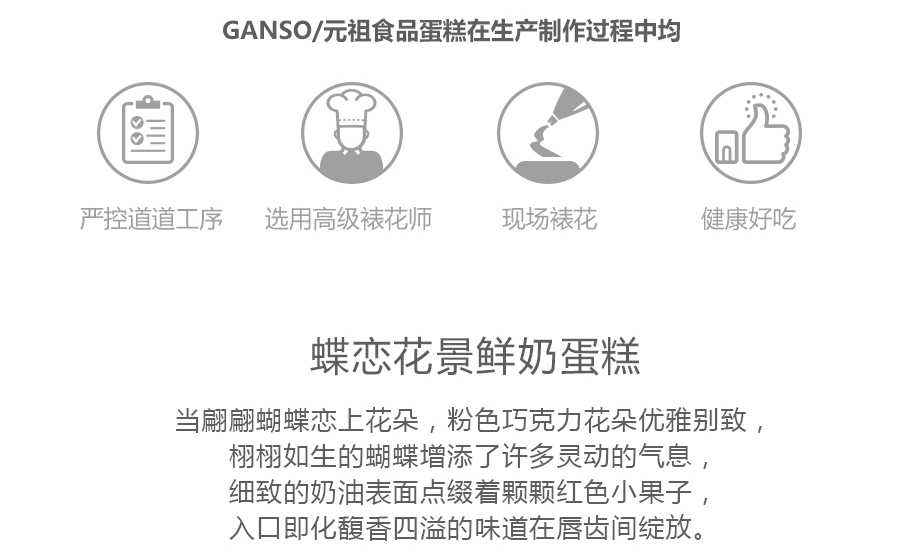 GANSO/元祖食品蛋糕在生产制作过程中均
严控道道工序
选用高级裱花师
现场裱花
健康好吃
蝶恋花景鲜奶蛋糕
当翩翩蝴蝶恋上花朵，粉色巧克力花朵优雅别致，
栩栩如生的蝴蝶增添了许多灵动的气息，
细致的奶油表面点缀着颗颗红色小果子，
入口即化馥香四溢的味道在唇齿间绽放。